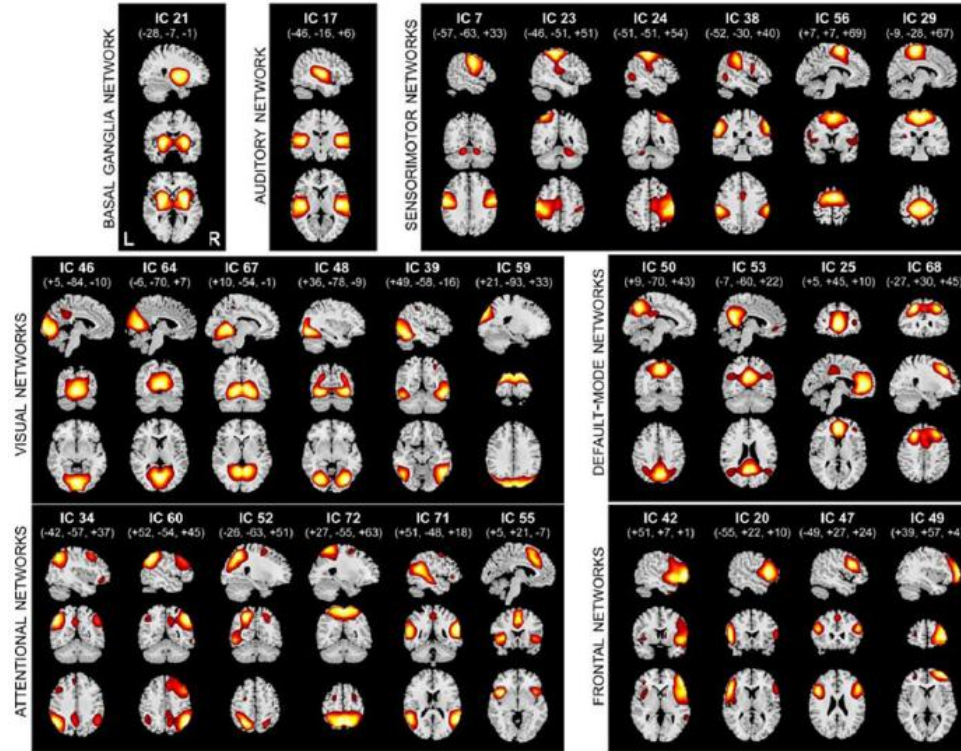 BASAL GANGLIA NETWORK
IC 21
(-28, -7, -1)
L R
AUDITORY NETWORK
IC 17
(-46, -16, +6)
SENSORIMOTOR NETWORKS
IC 7 IC 23 IC 24 IC 38 IC 56 IC 29
(-57, -63, +33) (-46, -51, +51) (-51, -51, +54) (-52, -30, +40) (+7, +7, +69) (-9, -28, +67)
VISUAL NETWORKS
IC 46 IC 64 IC 67 IC 48 IC 39 IC 59
(+5, -84, -10) (-6, -70, +7) (+10, -54, -1) (+36, -78, -9) (+49, -58, -16) (+21, -93, +33)
DEFAULT-MODE NETWORKS
IC 50 IC 53 IC 25 IC 68
(+9, -70, +43) (-7, -60, +22) (+5, +45, +10) (-27, +30, +45)
ATTENTIONAL NETWORKS
IC 34 IC 60 IC 52 IC 72 IC 71 IC 55
(-42, -57, +37) (+52, -54, +45) (-26, -63, +51) (+27, -55, +63) (+51, -48, +18) (+5, +21, -7)
FRONTAL NETWORKS
IC 42 IC 20 IC 47 IC 49
(+51, +7, +1) (-55, +22, +10) (-49, +27, +24) (+39, +57, +4